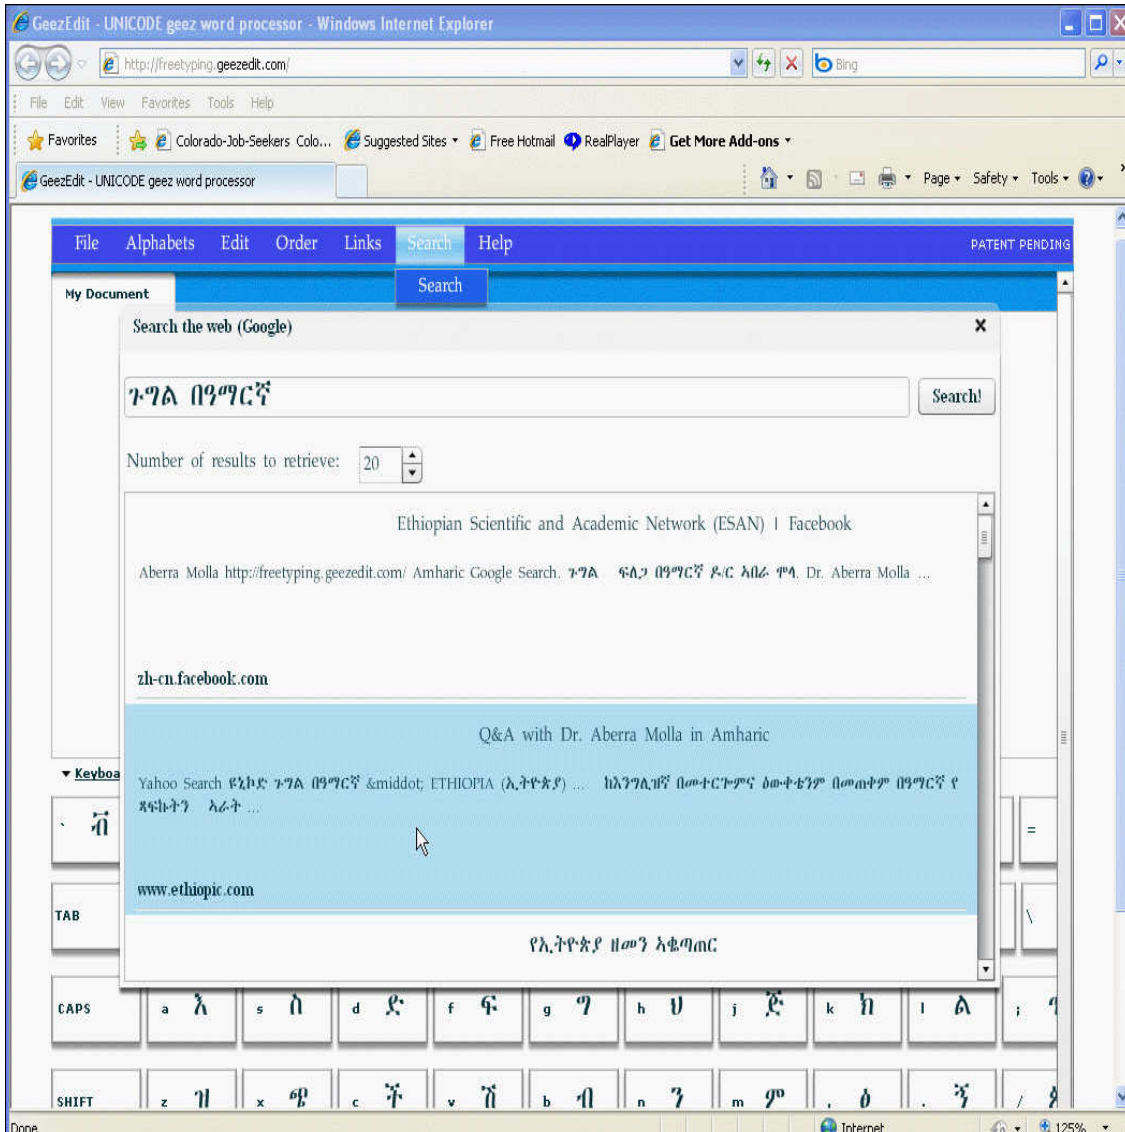 GeezEdit - UNICODE geez word processor - Windows Internet Explorer
http://freetyping.geezedit.com/ Bing
File Edit View Favorites Tools Help
Favorites Colorado-Job-Seekers Colo... Suggested Sites Free Hotmail RealPlayer Get More Add-ons
GeezEdit - UNICODE geez word processor Page Safety Tools
File Alphabets Edit Order Links Search Help PATENT PENDING
Search
My Document
Search the web (Google) x
ጉግል በዓማርኛ Search!
Number of results to retrieve: 20
Ethiopian Scientific and Academic Network (ESAN) | Facebook
Aberra Molla http://freetyping.geezedit.com/ Amharic Google Search. ጉግል ፍለጋ በዓማርኛ ዶ/ር ኣበራ ሞላ. Dr. Aberra Molla ...
zh-cn.facebook.com
Q&A with Dr. Aberra Molla in Amharic
Yahoo Search ዩኒኮድ ጉግል በዓማርኛ &middot; ETHIOPIA (ኢትዮጵያ) ... ከእንግሊዝኛ በመተርጐምና ዕውቀቴንም በመጠቀም በዓማርኛ የ
ጻፍኩትን ኣራት ...
www.ethiopic.com
የኢትዮጵያ ዘመን ኣቈጣጠር
Keyboa
` =
TAB \
CAPS a እ s ስ d ድ f ፍ g ግ h ህ j ጅ k ክ l ል ;
SHIFT z ዝ x ጭ c ች v ሽ b ብ n ን m ም , ዕ . ኝ /
Done Internet 125%